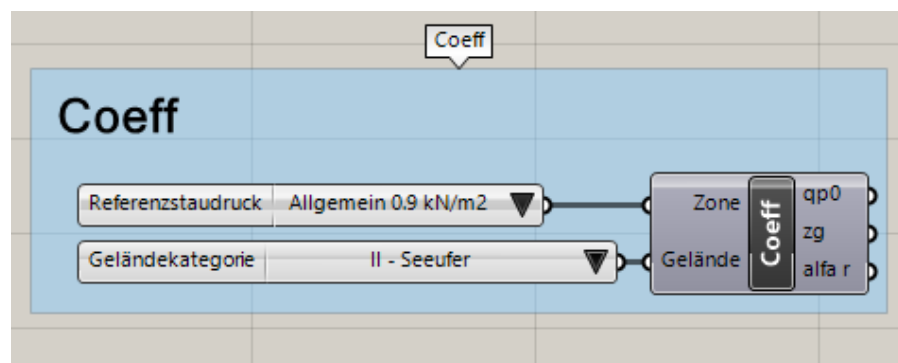 Coeff
Coeff
Referenzstaudruck Allgemein 0.9 kN/m2
Zone
Coeff
qp0
zg
Geländekategorie II - Seeufer
Gelände
alfa r